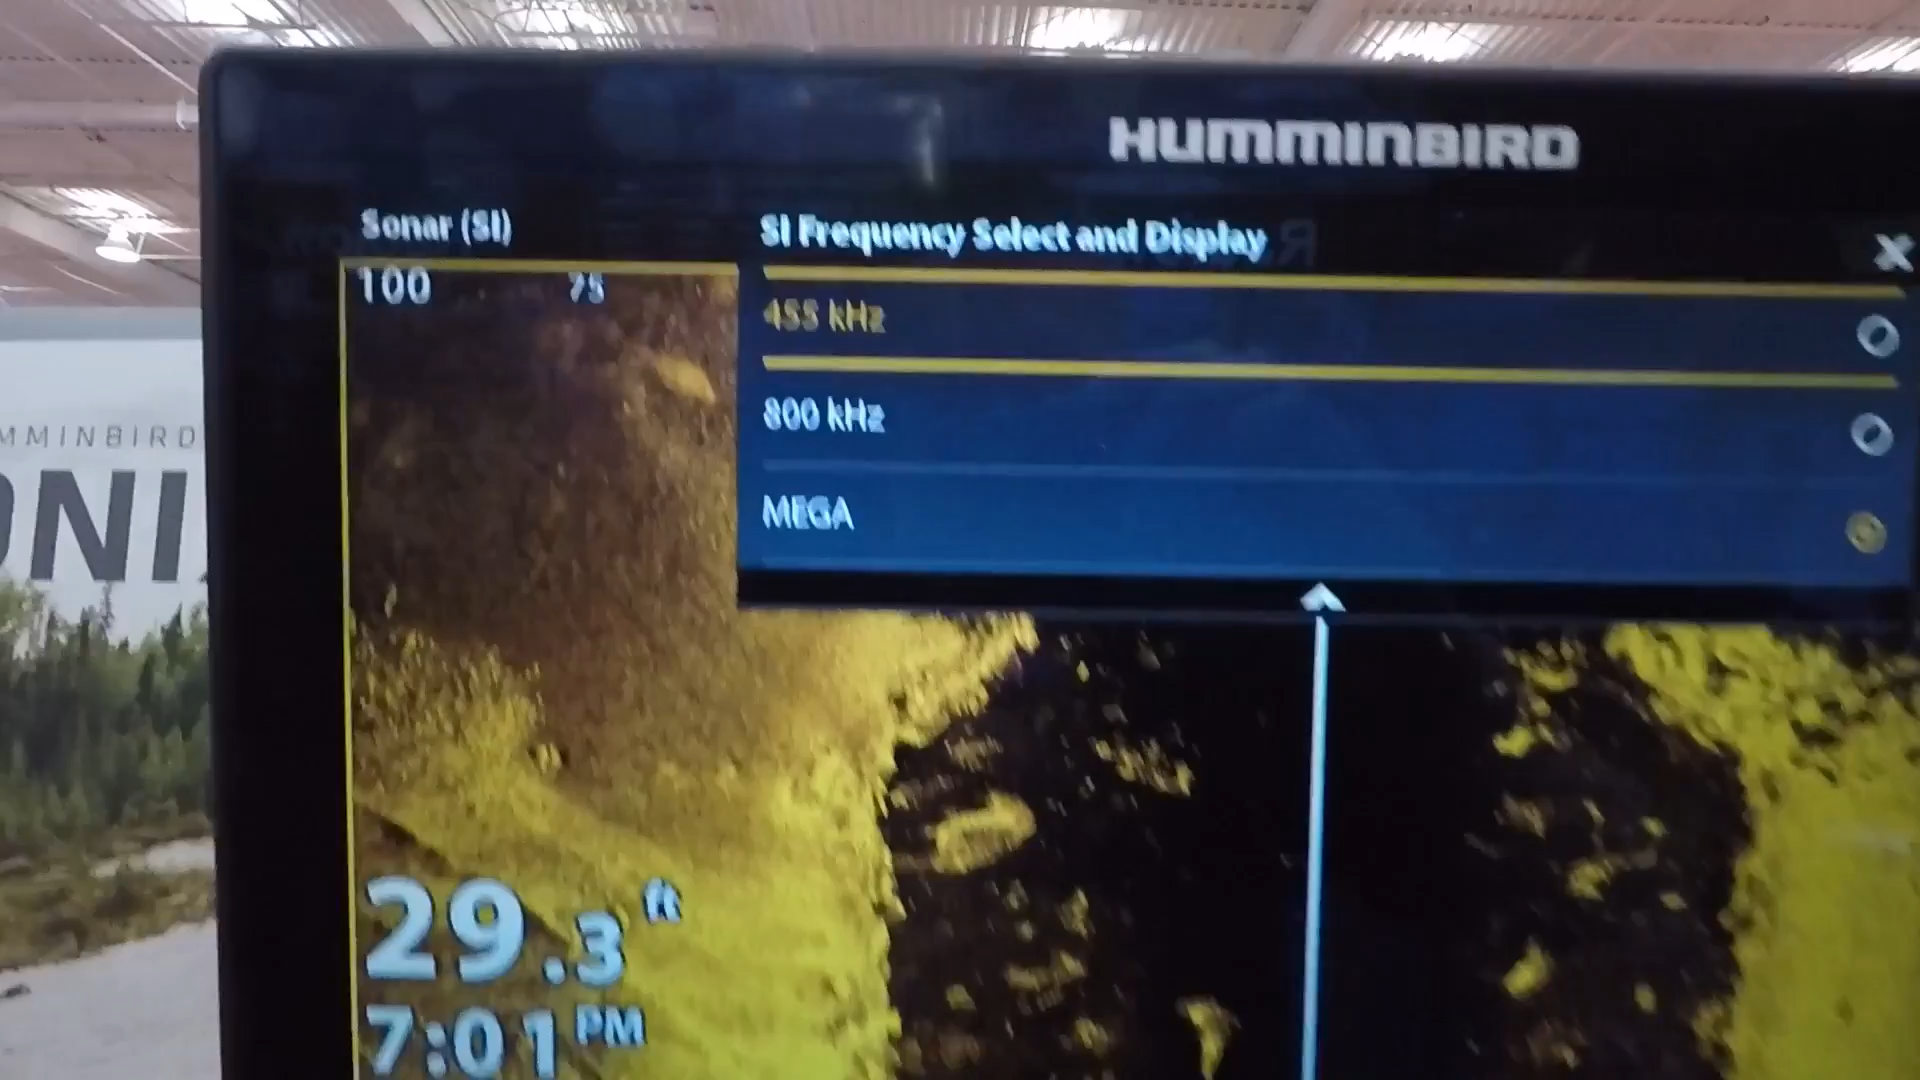 HUMMINBIRD
Sonar (SI)
SI Frequency Select and Display
100 75
455 kHz
800 kHz
MEGA
MMINBIRD
ONI
29.3 ft
7:01 PM